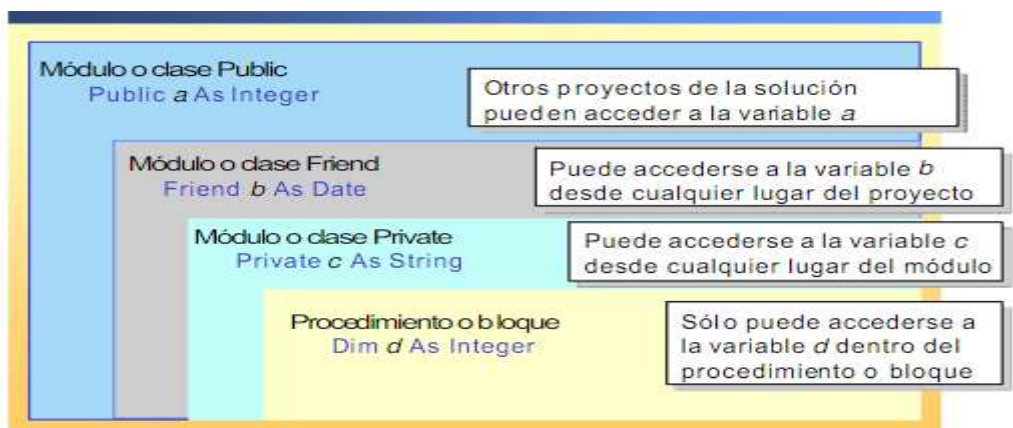 Módulo o clase Public
Public a As Integer
Otros proyectos de la solución
pueden acceder a la variable a
Módulo o clase Friend
Friend b As Date
Puede accederse a la variable b
desde cualquier lugar del proyecto
Módulo o clase Private
Private c As String
Puede accederse a la variable c
desde cualquier lugar del módulo
Procedimiento o bloque
Dim d As Integer
Sólo puede accederse a
la variable d dentro del
procedimiento o bloque